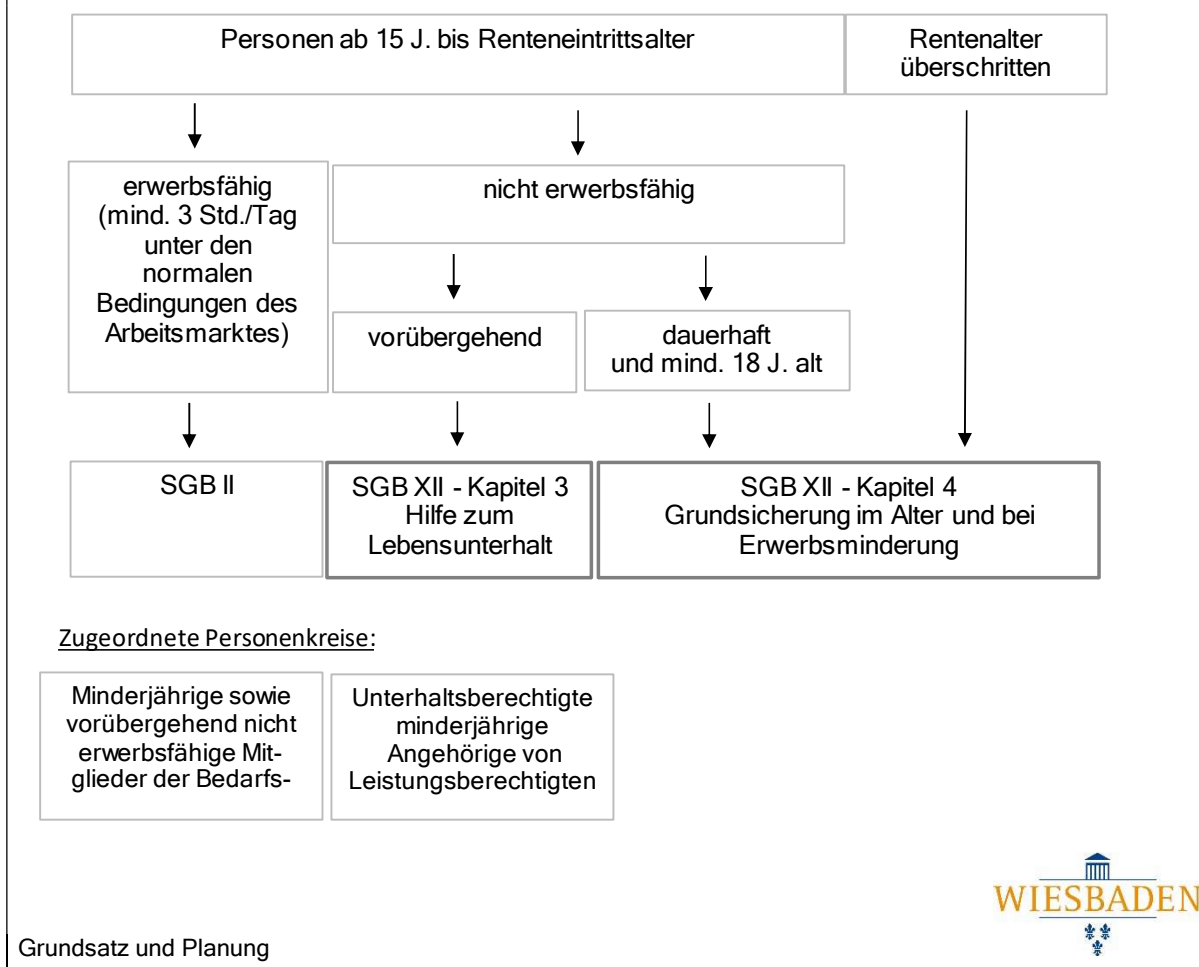 Personen ab 15 J. bis Renteneintrittsalter
Rentenalter
überschritten
erwerbsfähig
(mind. 3 Std./Tag
unter den
normalen
Bedingungen des
Arbeitsmarktes)
nicht erwerbsfähig
vorübergehend
dauerhaft
und mind. 18 J. alt
SGB II
SGB XII - Kapitel 3
Hilfe zum
Lebensunterhalt
SGB XII - Kapitel 4
Grundsicherung im Alter und bei
Erwerbsminderung
Zugeordnete Personenkreise:
Minderjährige sowie
vorübergehend nicht
erwerbsfähige Mit-
glieder der Bedarfs-
Unterhaltsberechtigte
minderjährige
Angehörige von
Leistungsberechtigten
WIESBADEN
Grundsatz und Planung